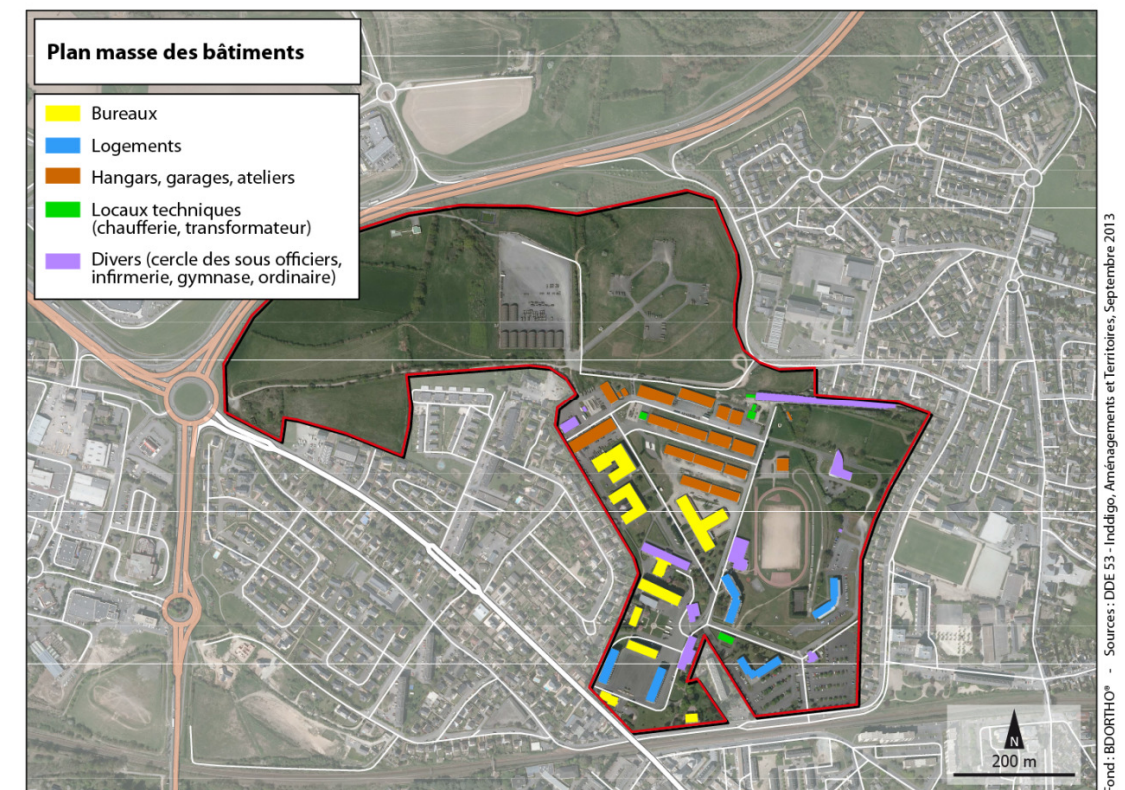 Plan masse des bâtiments
Bureaux
Logements
Hangars, garages, ateliers
Locaux techniques
(chaufferie, transformateur)
Divers (cercle des sous officiers,
infirmerie, gymnase, ordinaire)
N
200 m
Fond : BDORTHO® - Sources : DDE 53 - Inddigo, Aménagements et Territoires, Septembre 2013